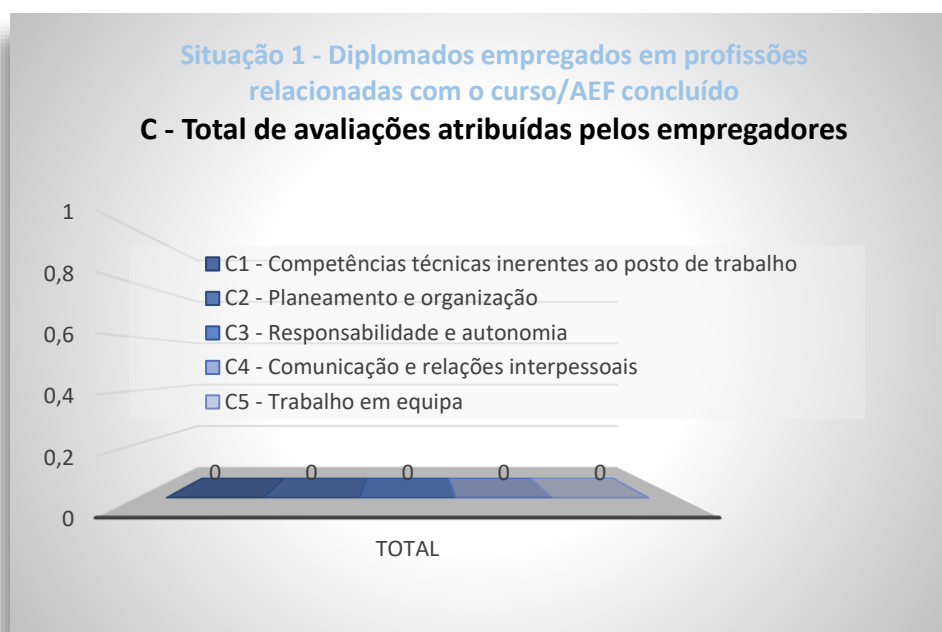 Situação 1 - Diplomados empregados em profissões
relacionadas com o curso/AEF concluído
C - Total de avaliações atribuídas pelos empregadores
1
0,8
0,6
0,4
0,2
0
C1 - Competências técnicas inerentes ao posto de trabalho
C2 - Planeamento e organização
C3 - Responsabilidade e autonomia
C4 - Comunicação e relações interpessoais
C5 - Trabalho em equipa
0 0 0 0 0
TOTAL